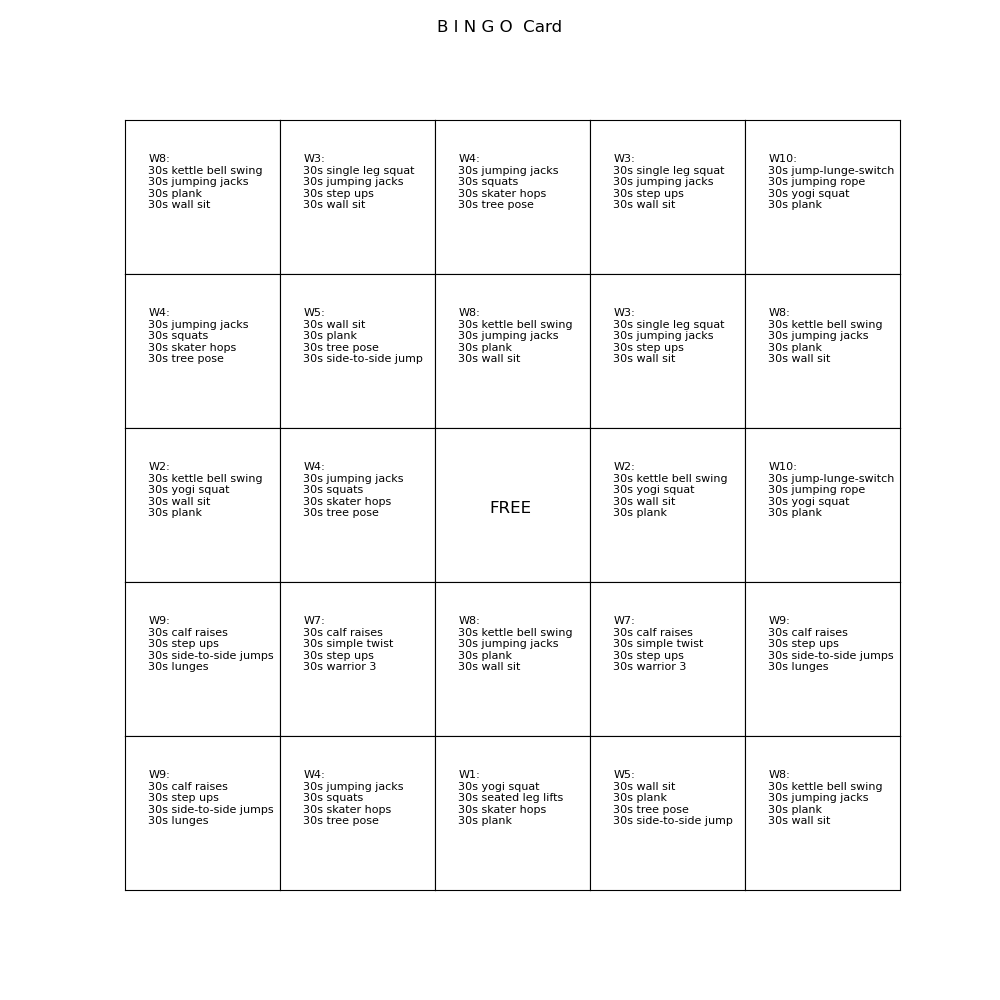 B I N G O  Card
W8:
30s kettle bell swing
30s jumping jacks
30s plank
30s wall sit
W3:
30s single leg squat
30s jumping jacks
30s step ups
30s wall sit
W4:
30s jumping jacks
30s squats
30s skater hops
30s tree pose
W3:
30s single leg squat
30s jumping jacks
30s step ups
30s wall sit
W10:
30s jump-lunge-switch
30s jumping rope
30s yogi squat
30s plank
W4:
30s jumping jacks
30s squats
30s skater hops
30s tree pose
W5:
30s wall sit
30s plank
30s tree pose
30s side-to-side jump
W8:
30s kettle bell swing
30s jumping jacks
30s plank
30s wall sit
W3:
30s single leg squat
30s jumping jacks
30s step ups
30s wall sit
W8:
30s kettle bell swing
30s jumping jacks
30s plank
30s wall sit
W2:
30s kettle bell swing
30s yogi squat
30s wall sit
30s plank
W4:
30s jumping jacks
30s squats
30s skater hops
30s tree pose
FREE
W2:
30s kettle bell swing
30s yogi squat
30s wall sit
30s plank
W10:
30s jump-lunge-switch
30s jumping rope
30s yogi squat
30s plank
W9:
30s calf raises
30s step ups
30s side-to-side jumps
30s lunges
W7:
30s calf raises
30s simple twist
30s step ups
30s warrior 3
W8:
30s kettle bell swing
30s jumping jacks
30s plank
30s wall sit
W7:
30s calf raises
30s simple twist
30s step ups
30s warrior 3
W9:
30s calf raises
30s step ups
30s side-to-side jumps
30s lunges
W9:
30s calf raises
30s step ups
30s side-to-side jumps
30s lunges
W4:
30s jumping jacks
30s squats
30s skater hops
30s tree pose
W1:
30s yogi squat
30s seated leg lifts
30s skater hops
30s plank
W5:
30s wall sit
30s plank
30s tree pose
30s side-to-side jump
W8:
30s kettle bell swing
30s jumping jacks
30s plank
30s wall sit